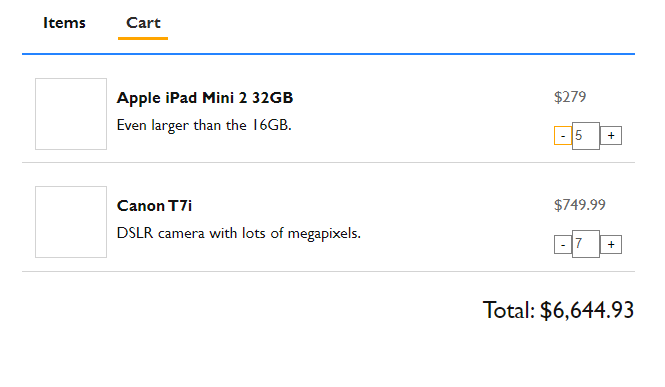 Items Cart
Apple iPad Mini 2 32GB $279
Even larger than the 16GB.
- 5 +
Canon T7i $749.99
DSLR camera with lots of megapixels.
- 7 +
Total: $6,644.93